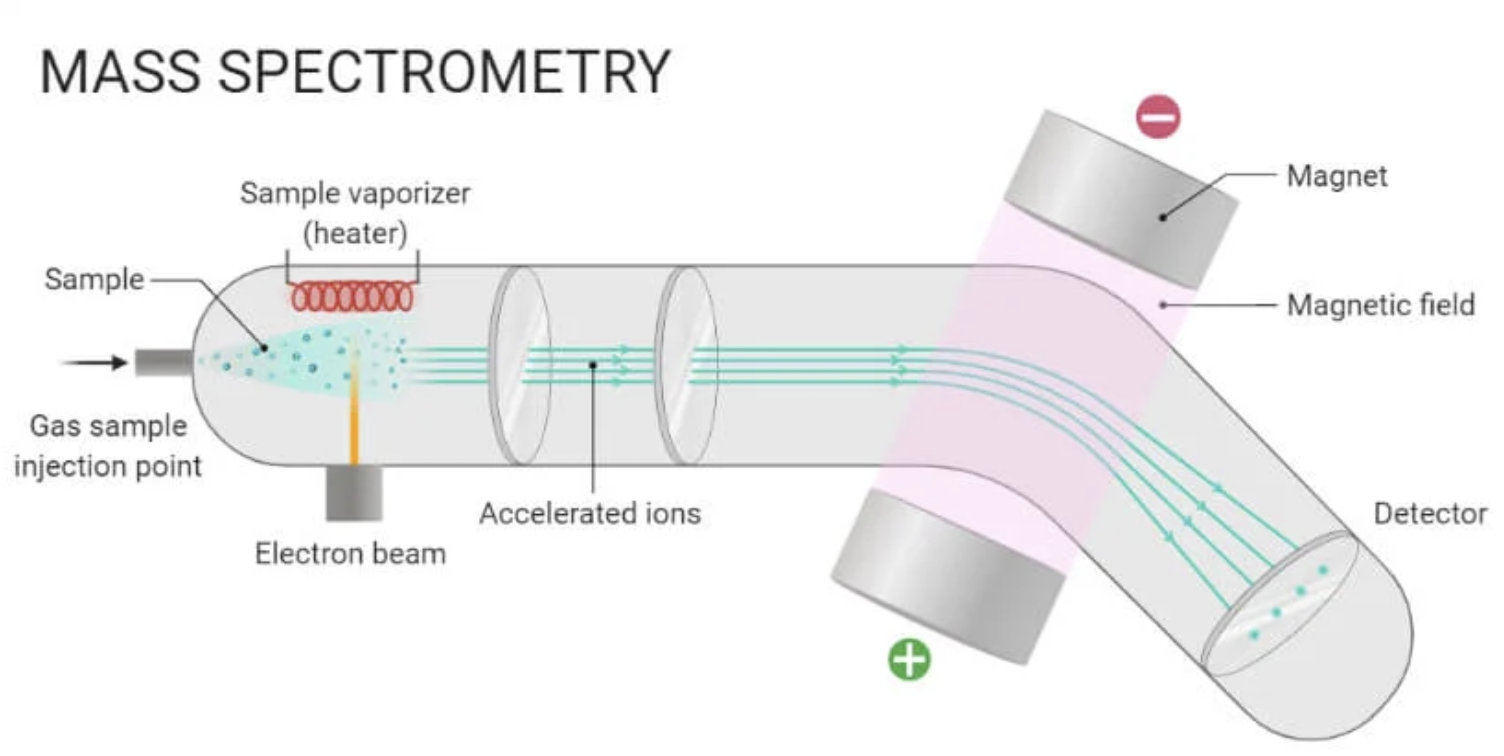 MASS SPECTROMETRY
Sample vaporizer
(heater)
Sample
Gas sample
injection point
Electron beam
Accelerated ions
Magnet
Magnetic field
Detector